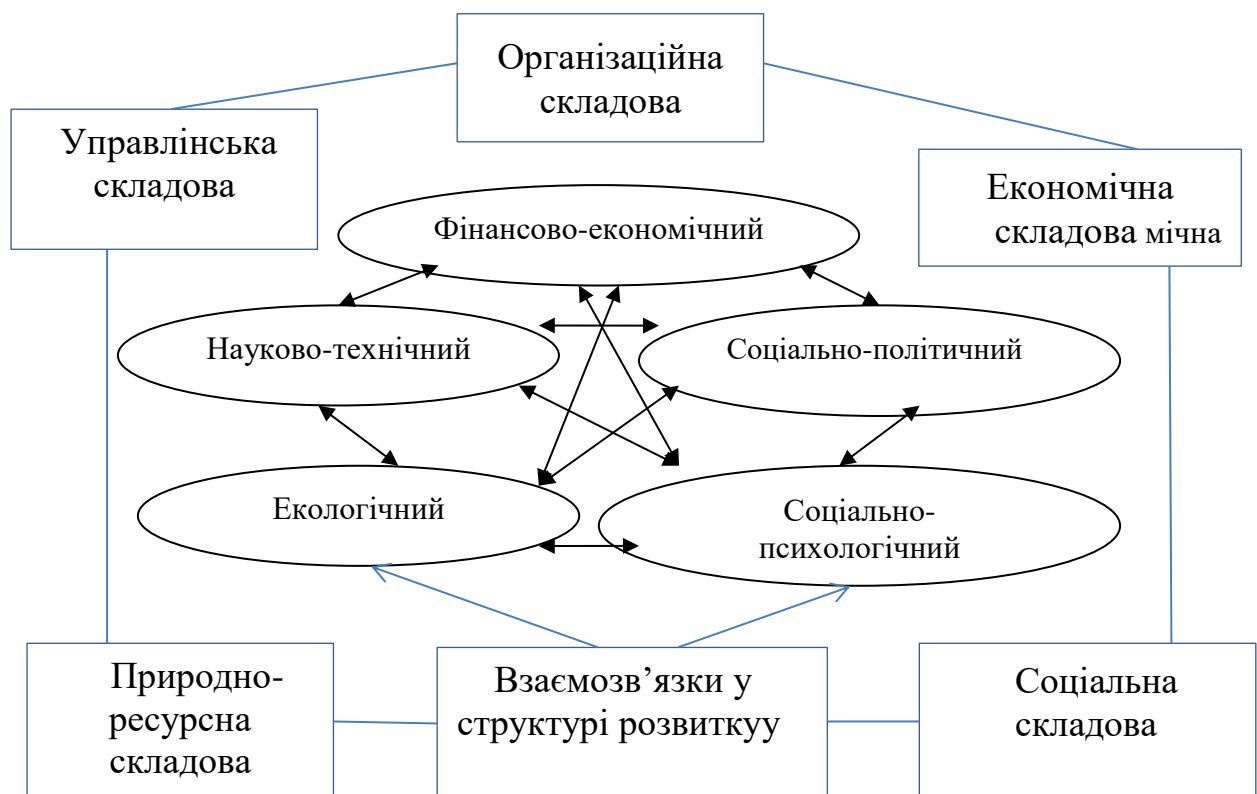 Організаційна
складова
Управлінська
складова
Економічна
складова мічна
Фінансово-економічний
Науково-технічний
Соціально-політичний
Екологічний
Соціально-
психологічний
Природно-
ресурсна
складова
Взаємозв’язки у
структурі розвиткуу
Соціальна
складова